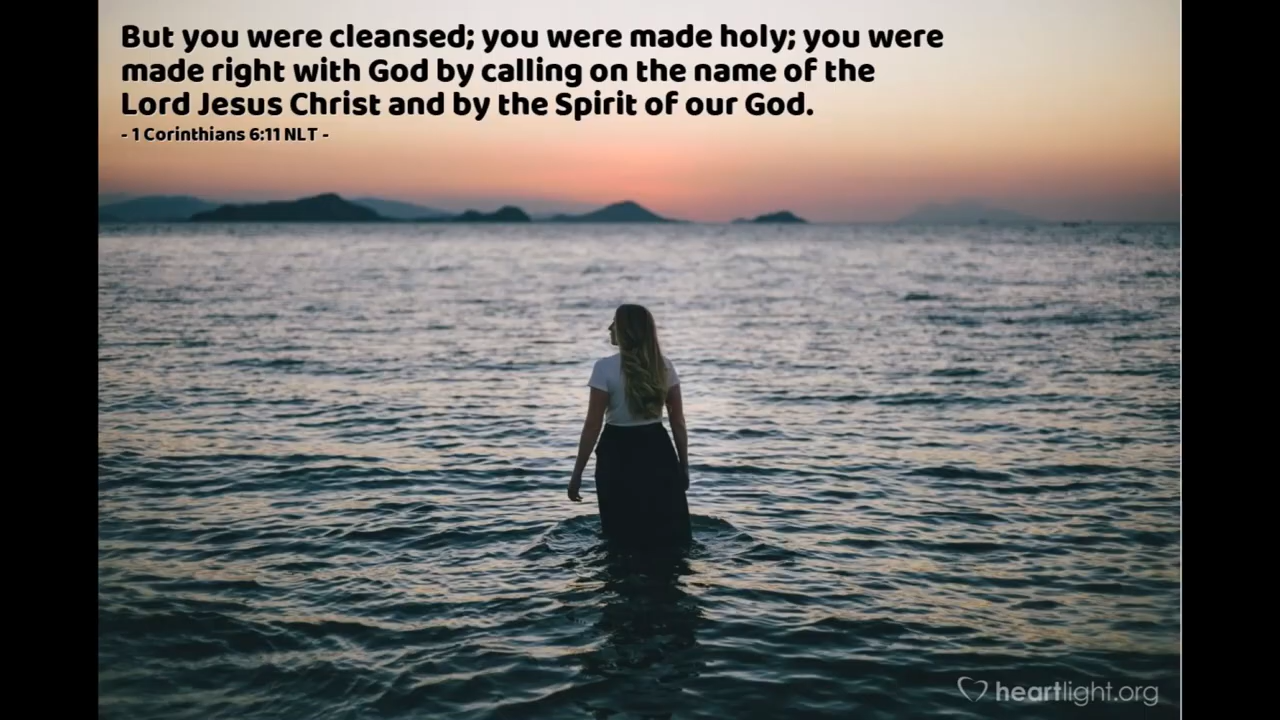 But you were cleansed; you were made holy; you were
made right with God by calling on the name of the
Lord Jesus Christ and by the Spirit of our God.
- 1 Corinthians 6:11 NLT -
heartlight.org